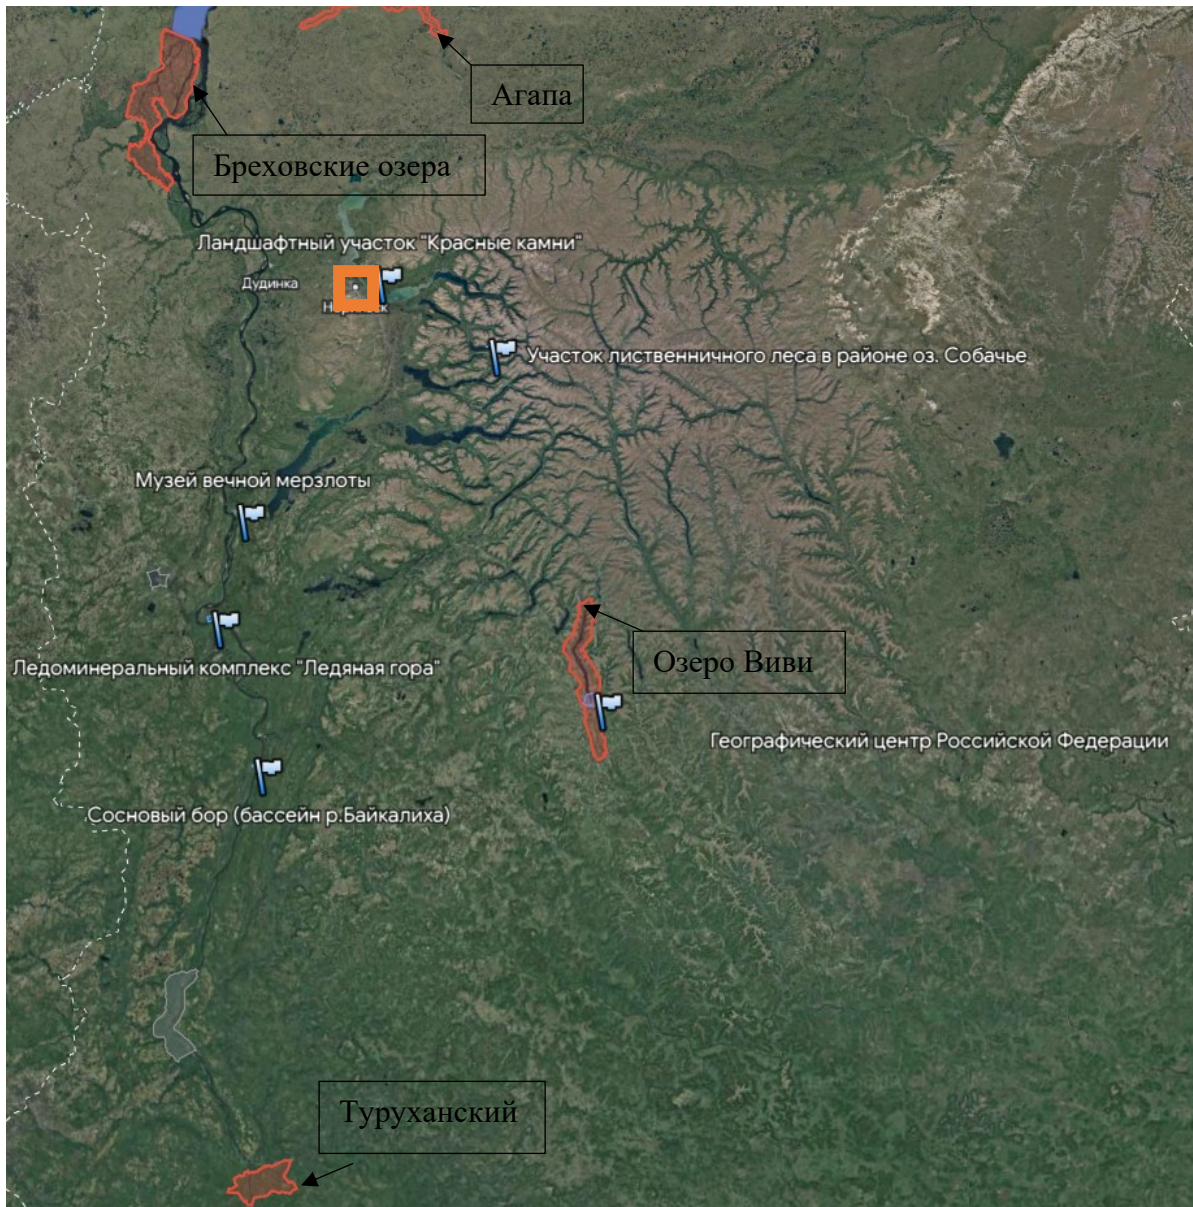 Агапа
Бреховские озера
Ландшафтный участок "Красные камни"
Дудинка
Участок лиственничного леса в районе оз. Собачье
Музей вечной мерзлоты
Озеро Виви
Ледоминеральный комплекс "Ледяная гора"
Географический центр Российской Федерации
Сосновый бор (бассейн р.Байкалиха)
Туруханский